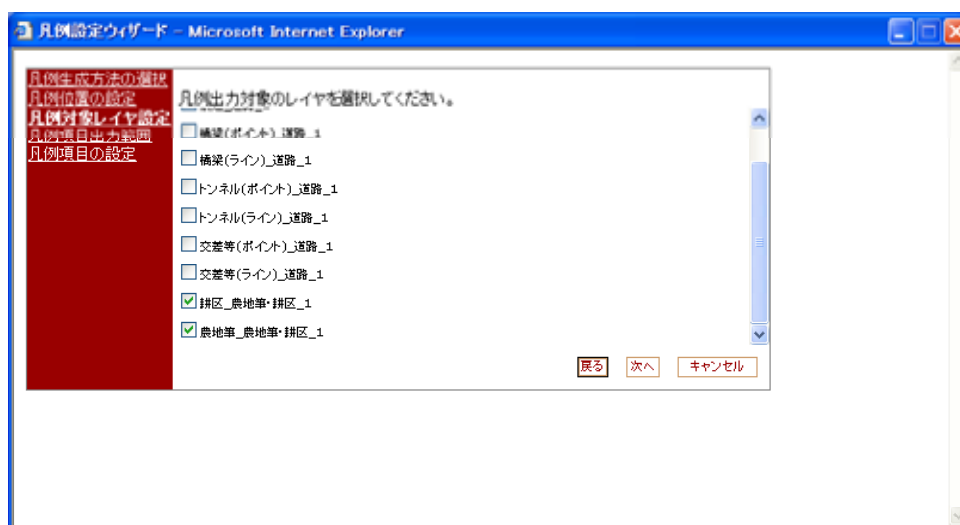 凡例設定ウィザード - Microsoft Internet Explorer
凡例生成方法の選択
凡例位置の設定
凡例対象レイヤ設定
凡例項目出力範囲
凡例項目の設定
凡例出力対象のレイヤを選択してください。
橋梁(ポイント)_道路_1
橋梁(ライン)_道路_1
トンネル(ポイント)_道路_1
トンネル(ライン)_道路_1
交差等(ポイント)_道路_1
交差等(ライン)_道路_1
耕区_農地筆・耕区_1
農地筆_農地筆・耕区_1
戻る 次へ キャンセル